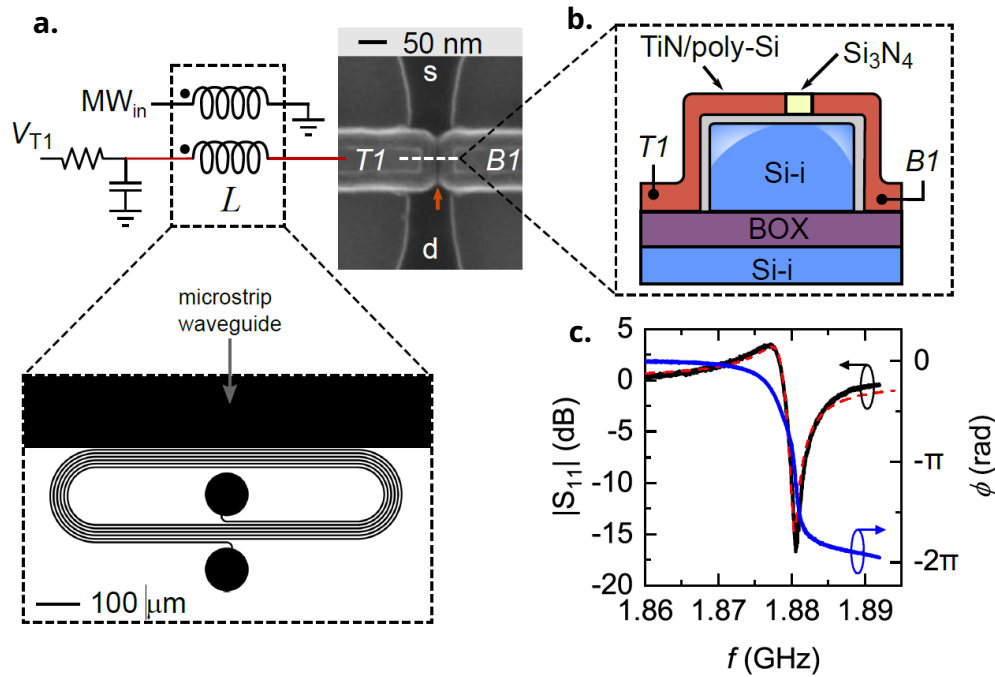 a.
50 nm
s
MWin
VT1
T1
B1
L
d
microstrip
waveguide
100 μm
b.
TiN/poly-Si
Si3N4
T1
Si-i
B1
BOX
Si-i
c.
5
0
-5
-10
-15
-20
|S11| (dB)
0
-π
-2π
ϕ (rad)
1.86 1.87 1.88 1.89
f (GHz)